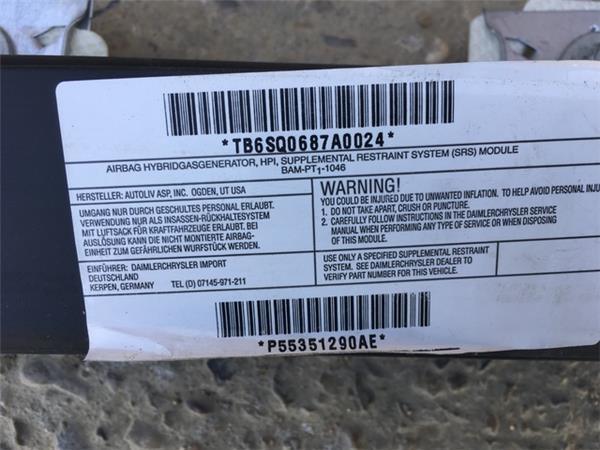 *TB6SQ0687A0024*
AIRBAG HYBRIDGASGENERATOR, HPI, SUPPLEMENTAL RESTRAINT SYSTEM (SRS) MODULE
BAM-PT1-1046
HERSTELLER: AUTOLIV ASP, INC. OGDEN, UT USA
UMGANG NUR DURCH GESCHULTES PERSONAL ERLAUBT.
VERWENDUNG NUR ALS INSASSEN-RÜCKHALTESYSTEM
MIT LUFTSACK FÜR KRAFTFAHRZEUGE ERLAUBT. BEI
AUSLÖSUNG KANN DIE NICHT MONTIERTE AIRBAG-
EINHEIT ZUM GEFÄHRLICHEN WURFSTÜCK WERDEN.
EINFÜHRER: DAIMLERCHRYSLER IMPORT
DEUTSCHLAND
KERPEN, GERMANY TEL (D) 07145-971-211
WARNING!
YOU COULD BE INJURED DUE TO UNWANTED INFLATION. TO HELP AVOID PERSONAL INJU
1. DO NOT TAKE APART, CRUSH OR PUNCTURE.
2. CAREFULLY FOLLOW INSTRUCTIONS IN THE DAIMLERCHRYSLER SERVICE
MANUAL WHEN PERFORMING ANY TYPE OF SERVICE OR WHEN DISPOSING
OF THIS MODULE.
USE ONLY A SPECIFIED SUPPLEMENTAL RESTRAINT
SYSTEM. SEE DAIMLERCHRYSLER DEALER TO
VERIFY PART NUMBER FOR THIS VEHICLE.
*P55351290AE*